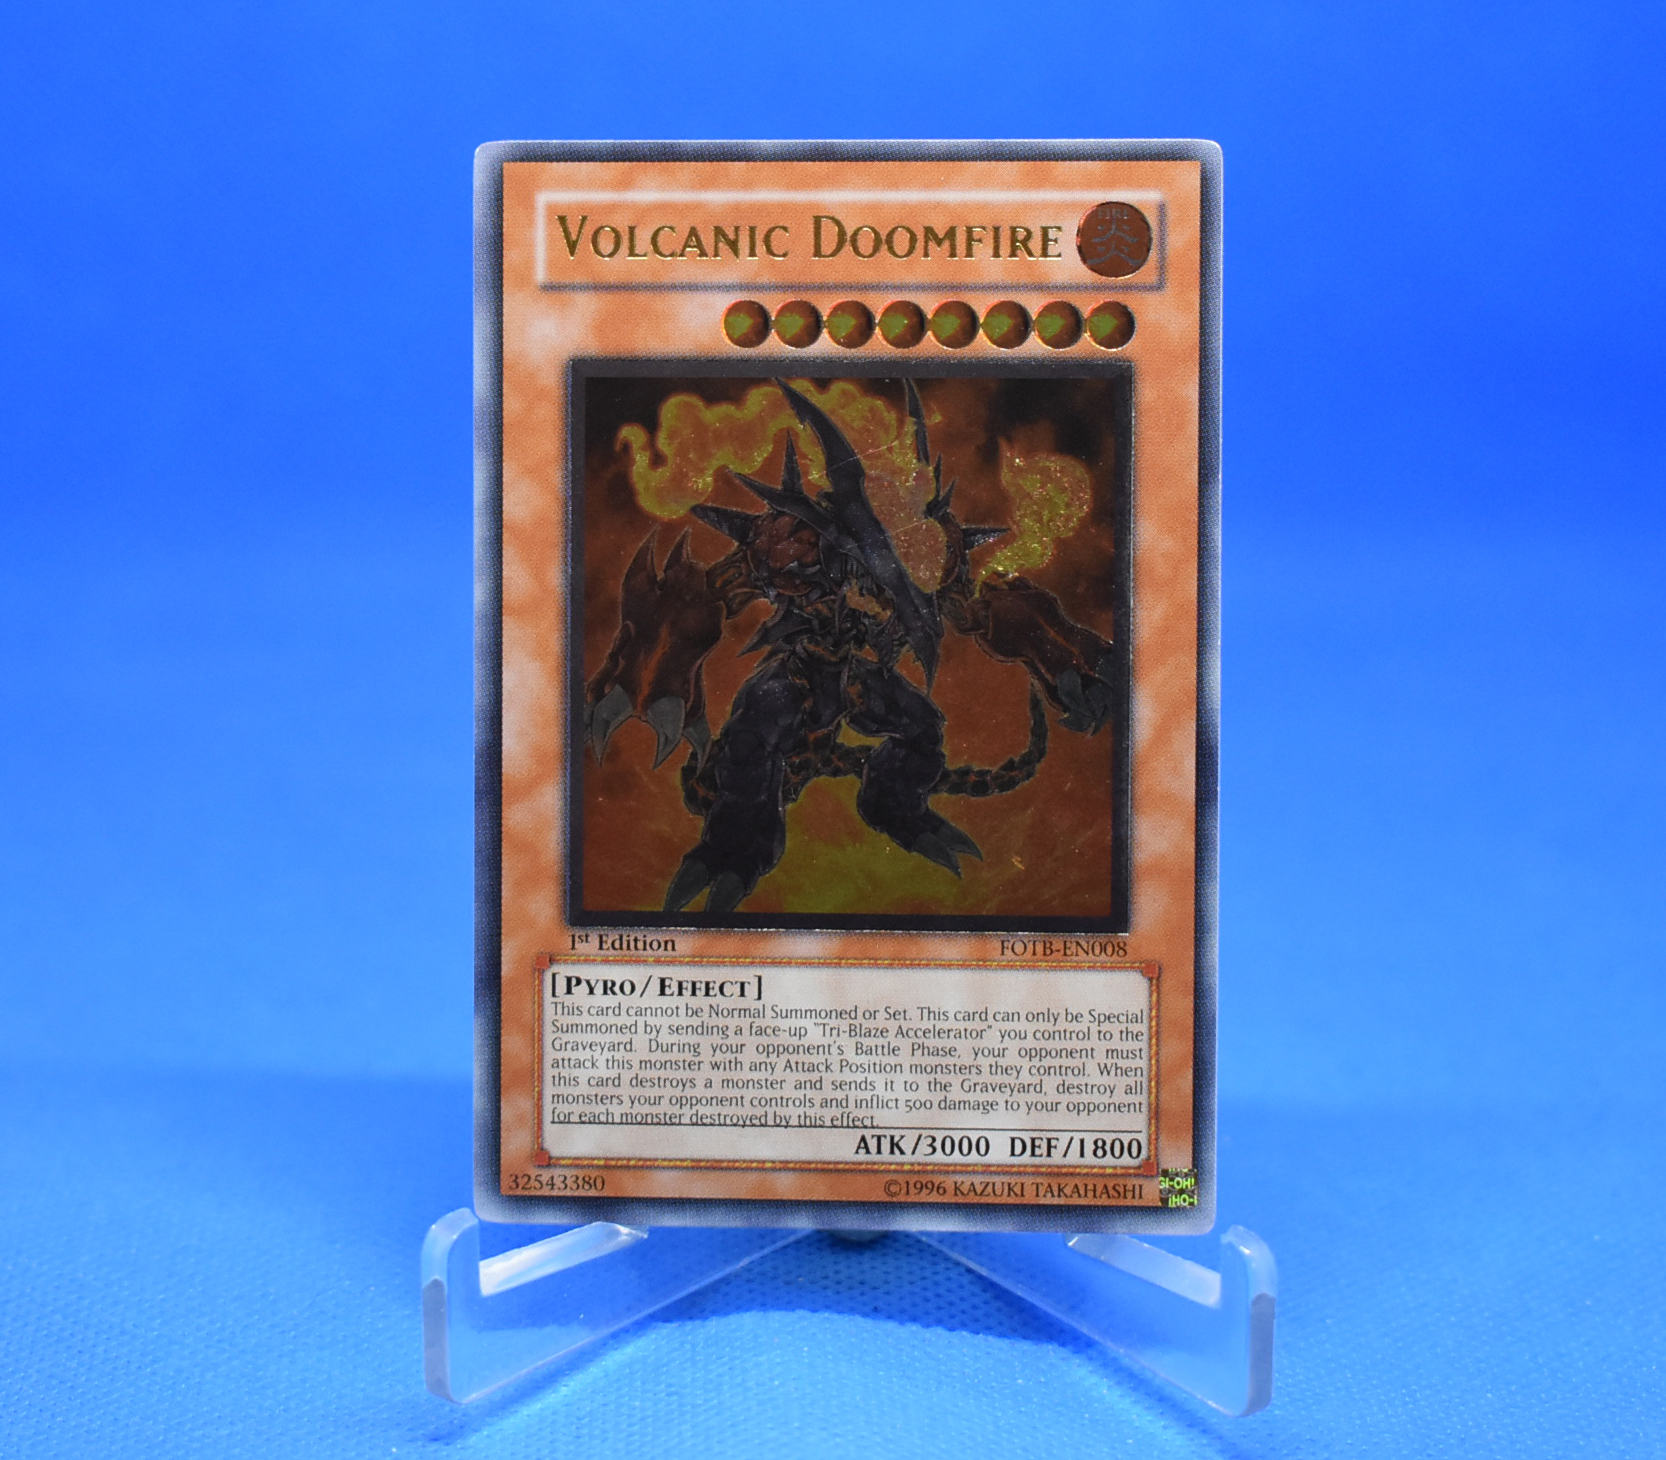 VOLCANIC DOOMFIRE
FIRE
炎
1st Edition
FOTB-EN008
[PYRO/EFFECT]
This card cannot be Normal Summoned or Set. This card can only be Special
Summoned by sending a face-up "Tri-Blaze Accelerator" you control to the
Graveyard. During your opponent's Battle Phase, your opponent must
attack this monster with any Attack Position monsters they control. When
this card destroys a monster and sends it to the Graveyard, destroy all
monsters your opponent controls and inflict 500 damage to your opponent
for each monster destroyed by this effect.
ATK/3000 DEF/1800
32543380
©1996 KAZUKI TAKAHASHI
GI-OH!